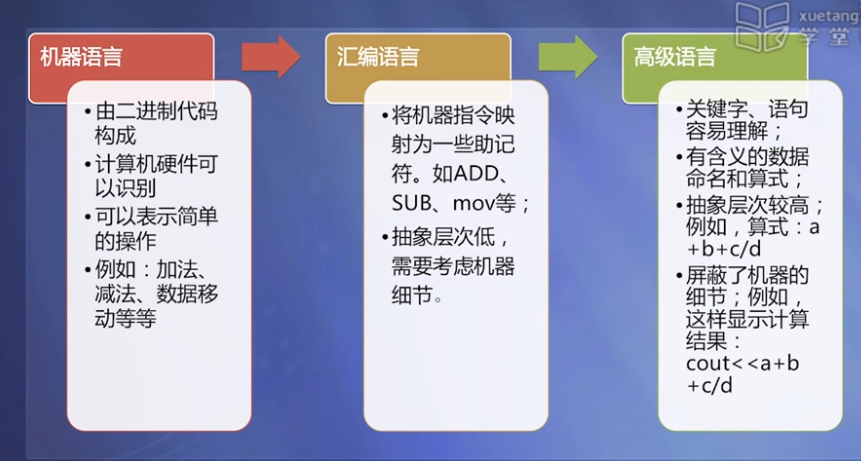 xuetang
学堂
机器语言
•由二进制代码
构成
•计算机硬件可
以识别
•可以表示简单
的操作
•例如：加法、
减法、数据移
动等等
汇编语言
•将机器指令映
射为一些助记
符。如ADD、
SUB、mov等；
•抽象层次低，
需要考虑机器
细节。
高级语言
•关键字、语句
容易理解；
•有含义的数据
命名和算式；
•抽象层次较高；
例如，算式：a
+b+c/d
•屏蔽了机器的
细节；例如，
这样显示计算
结果：
cout<<a+b
+c/d